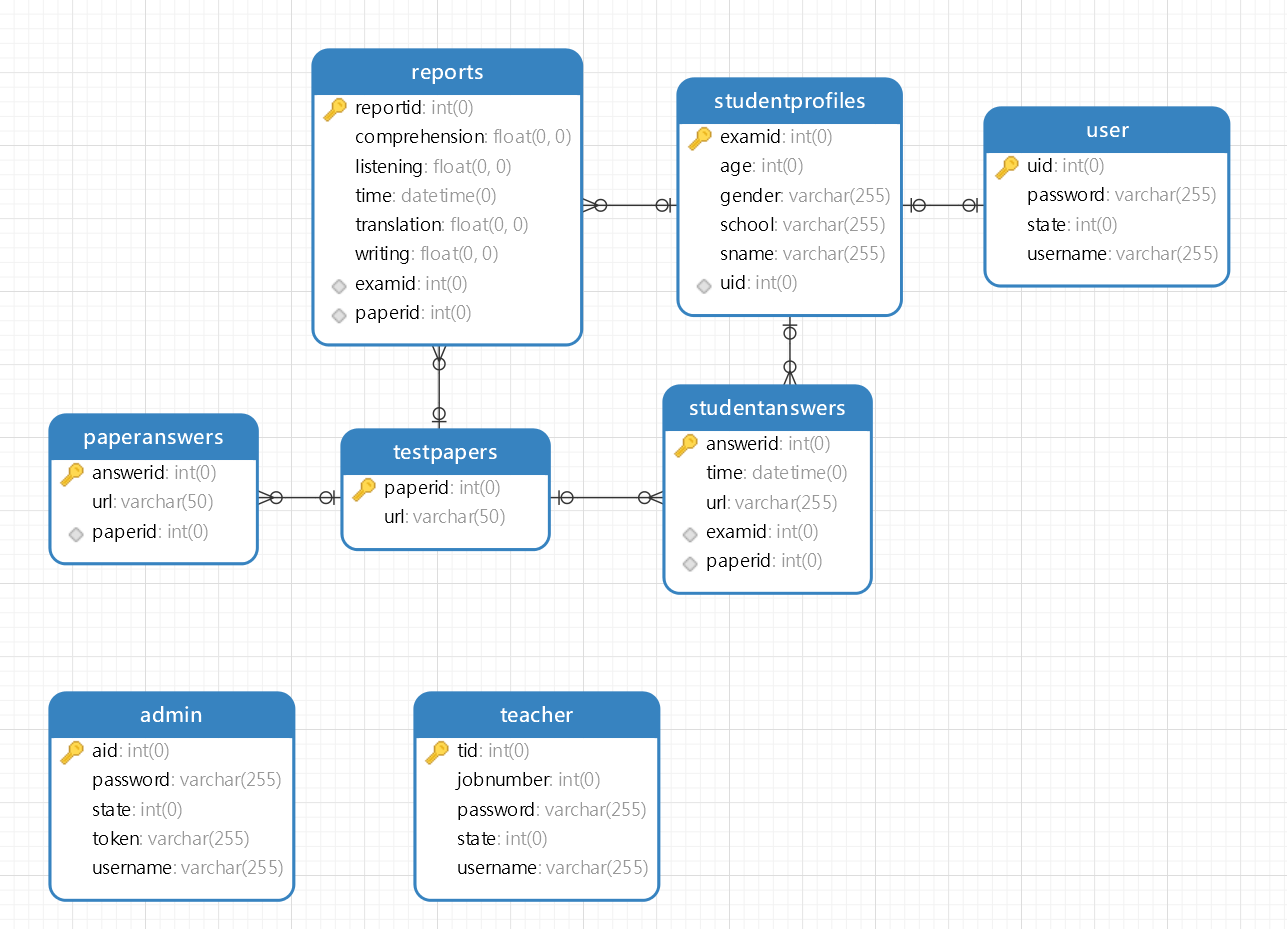 reports
reportid: int(0)
comprehension: float(0, 0)
listening: float(0, 0)
time: datetime(0)
translation: float(0, 0)
writing: float(0, 0)
examid: int(0)
paperid: int(0)
studentprofiles
examid: int(0)
age: int(0)
gender: varchar(255)
school: varchar(255)
sname: varchar(255)
uid: int(0)
user
uid: int(0)
password: varchar(255)
state: int(0)
username: varchar(255)
paperanswers
answerid: int(0)
url: varchar(50)
paperid: int(0)
testpapers
paperid: int(0)
url: varchar(50)
studentanswers
answerid: int(0)
time: datetime(0)
url: varchar(255)
examid: int(0)
paperid: int(0)
admin
aid: int(0)
password: varchar(255)
state: int(0)
token: varchar(255)
username: varchar(255)
teacher
tid: int(0)
jobnumber: int(0)
password: varchar(255)
state: int(0)
username: varchar(255)